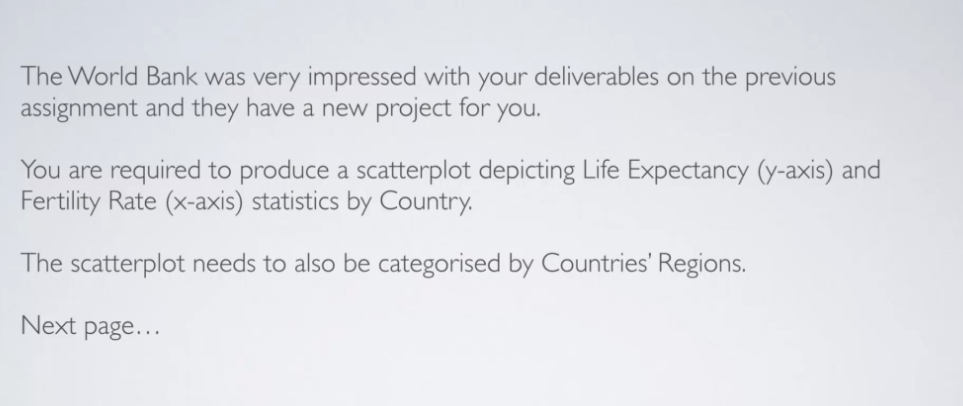 The World Bank was very impressed with your deliverables on the previous
assignment and they have a new project for you.
You are required to produce a scatterplot depicting Life Expectancy (y-axis) and
Fertility Rate (x-axis) statistics by Country.
The scatterplot needs to also be categorised by Countries' Regions.
Next page...